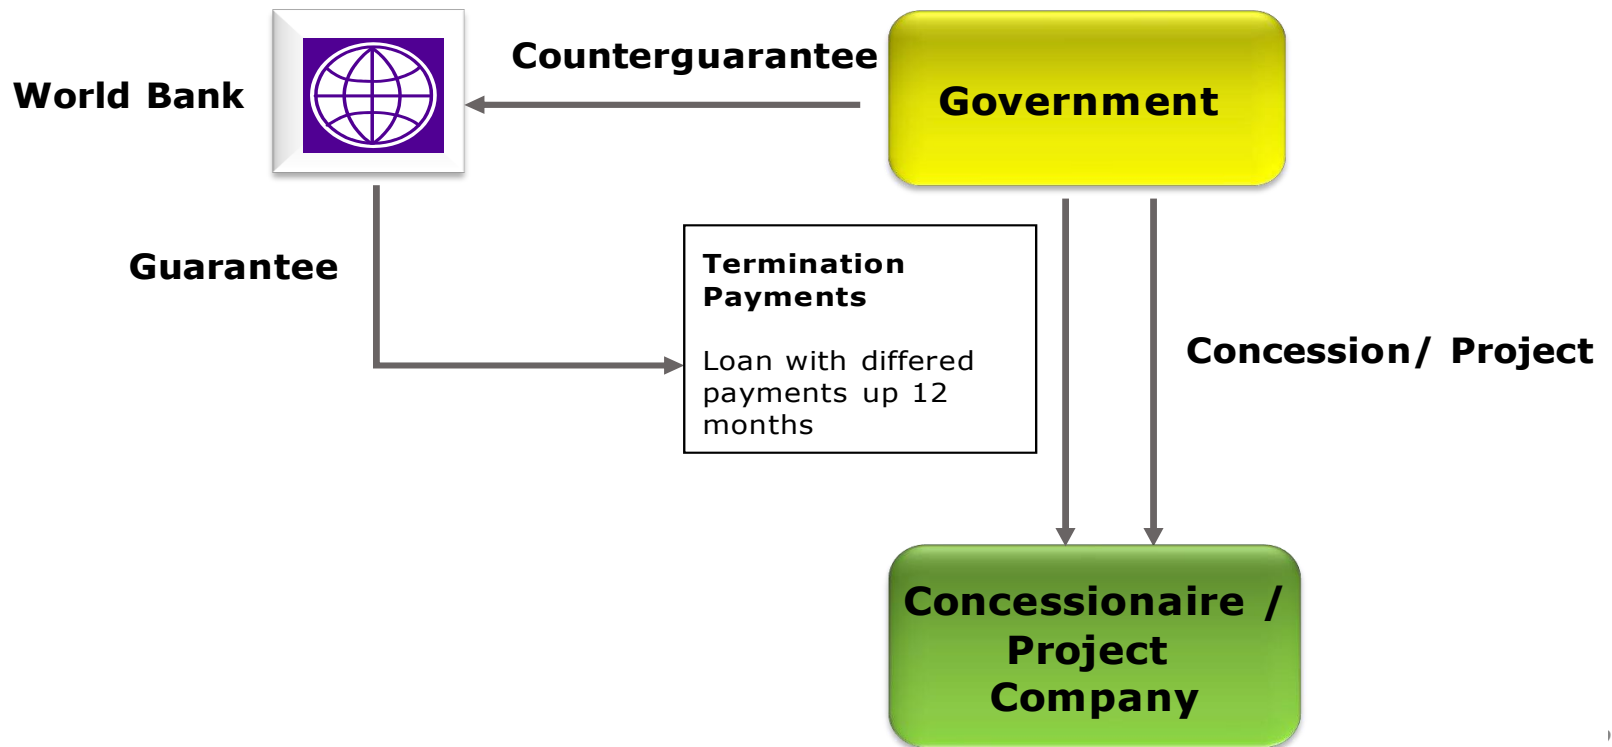 Counterguarantee
World Bank
Government
Guarantee
Termination
Payments
Loan with differed
payments up 12
months
Concession/ Project
Concessionaire /
Project
Company